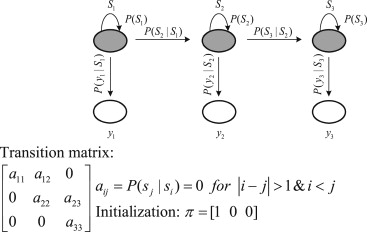 S₁ S₂ S₃
P(S₁) P(S₂) P(S₃)
P(S₂ | S₁) P(S₃ | S₂)
P(y₁ | S₁) P(y₂ | S₂) P(y₃ | S₃)
y₁ y₂ y₃
Transition matrix:
[a₁₁ a₁₂ 0
0 a₂₂ a₂₃
0 0 a₃₃]
aᵢⱼ = P(sⱼ | sᵢ) = 0 for |i−j| > 1 & i < j
Initialization: π = [1 0 0]